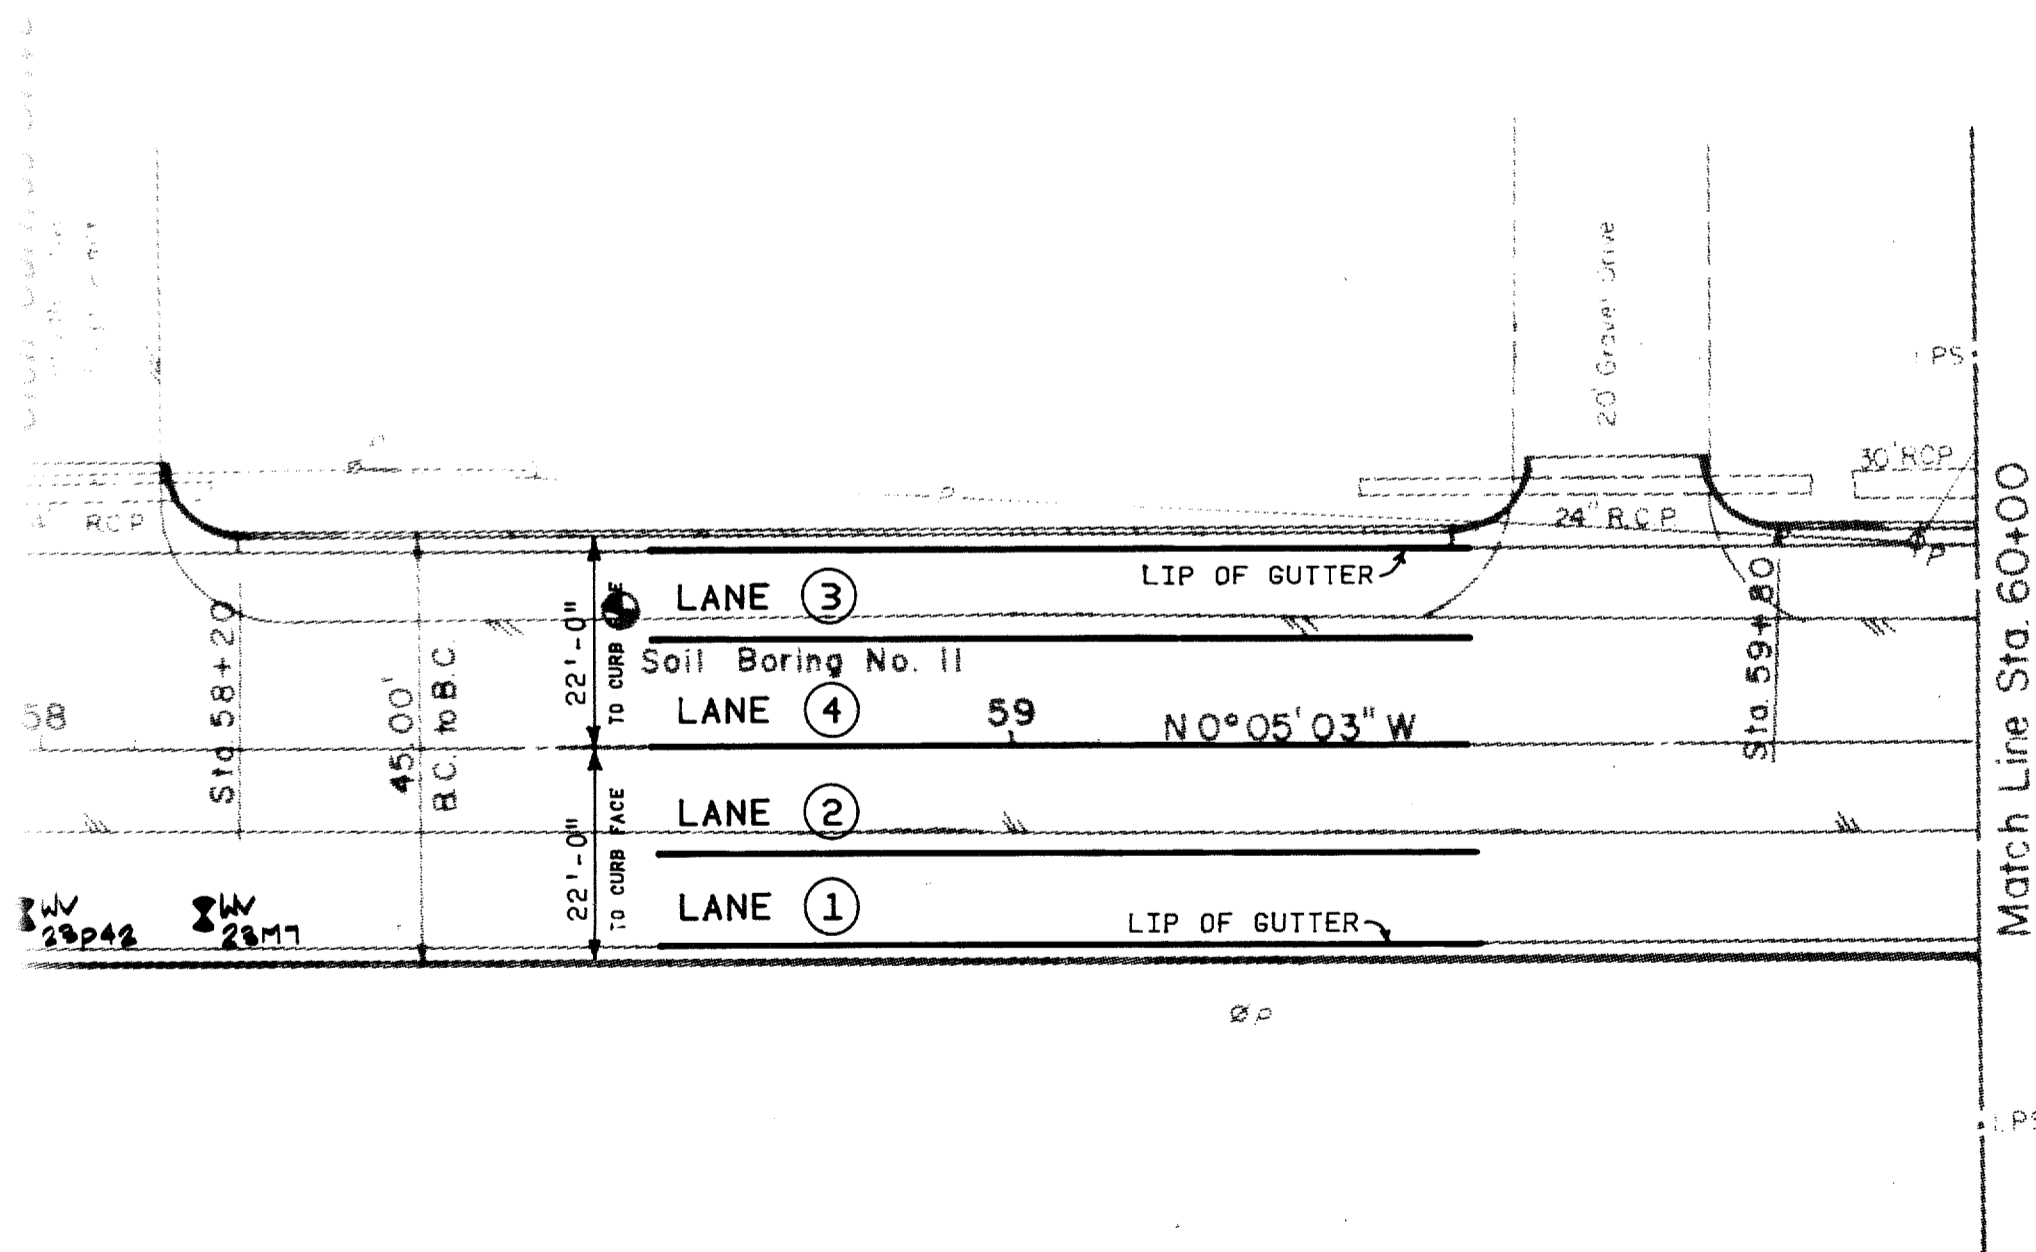 20' Gravel Drive
PS
30' RCP
RCP
24" R.C.P.
P
LIP OF GUTTER
LANE 3
Soil Boring No. 11
58
Sta. 58+20
45.00'
B.C. to B.C.
22'-0"
TO CURB
LANE 4
59
N 0° 05' 03" W
Sta. 59+80
Match Line Sta. 60+00
22'-0"
TO CURB FACE
LANE 2
LANE 1
LIP OF GUTTER
WV
23P42
WV
23M7
P